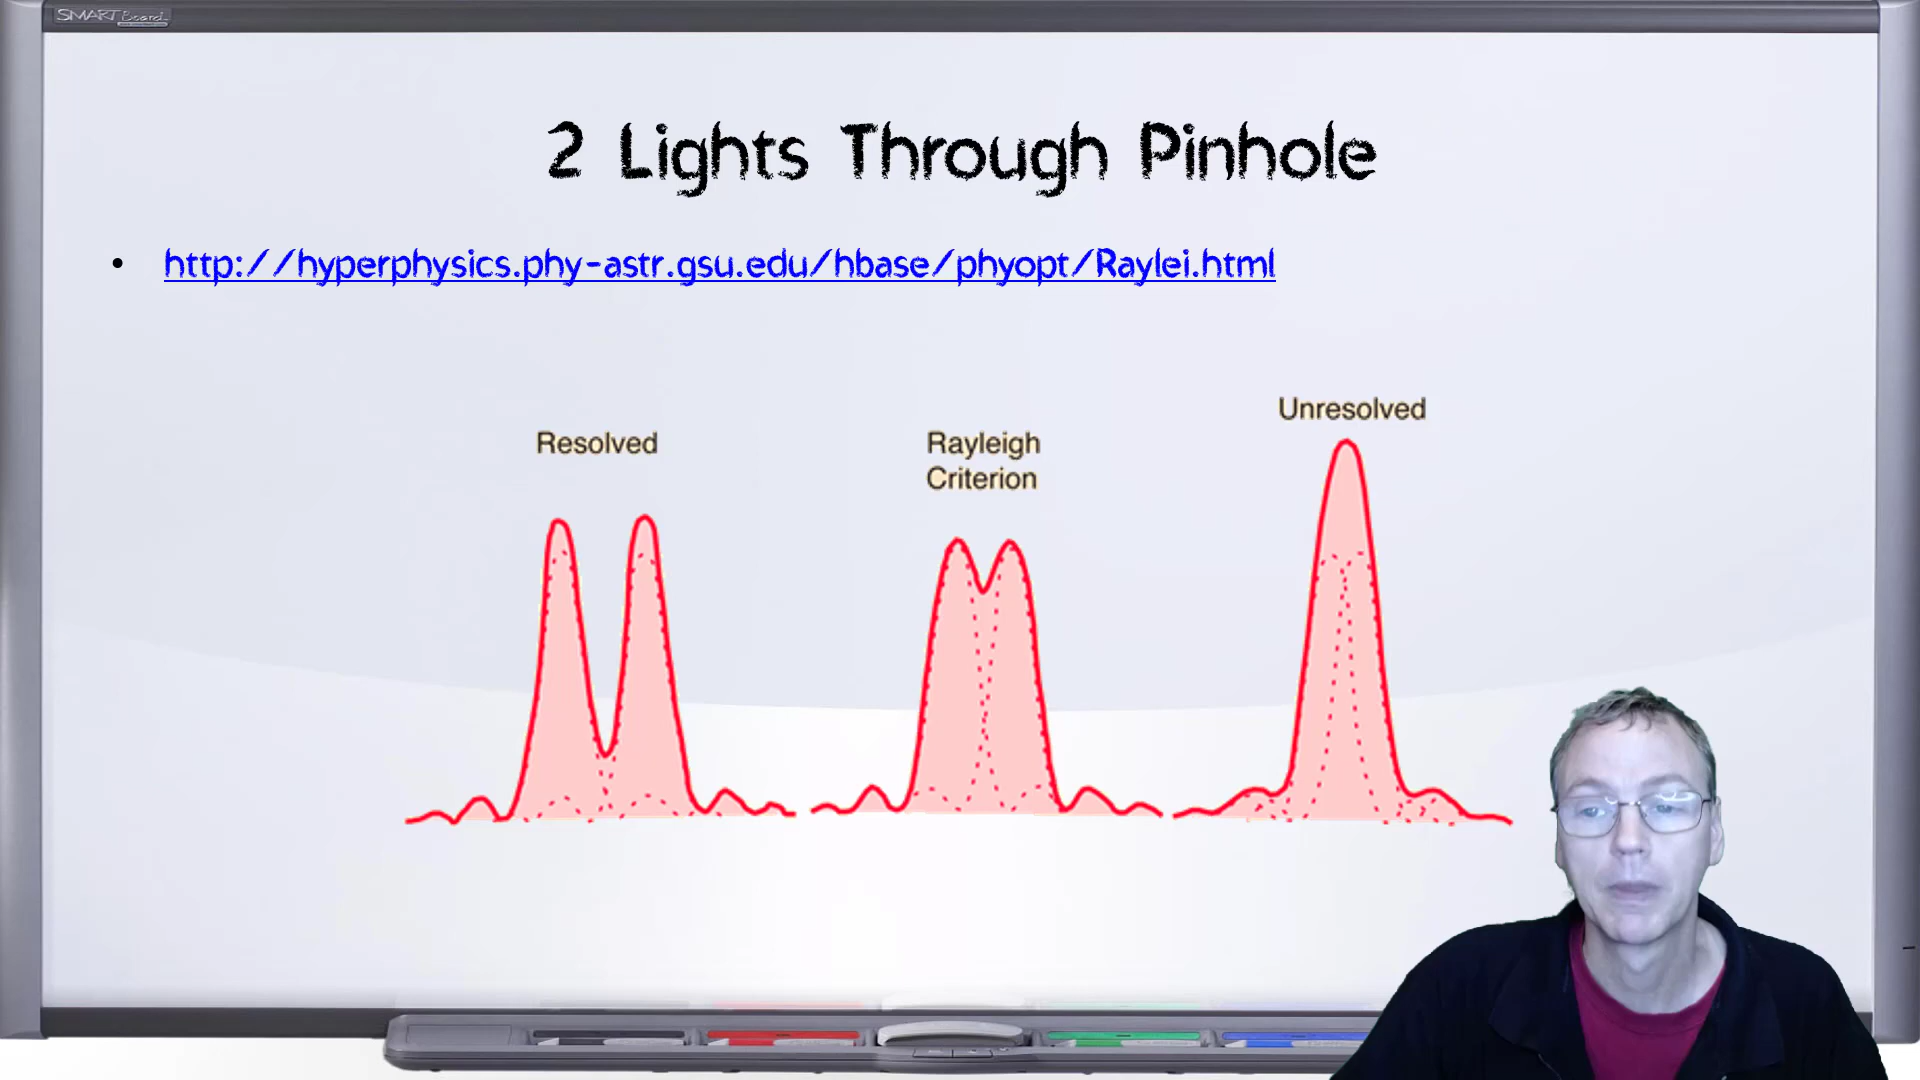 SMART Board
2 Lights Through Pinhole
• http://hyperphysics.phy-astr.gsu.edu/hbase/phyopt/Raylei.html
Unresolved
Resolved
Rayleigh
Criterion